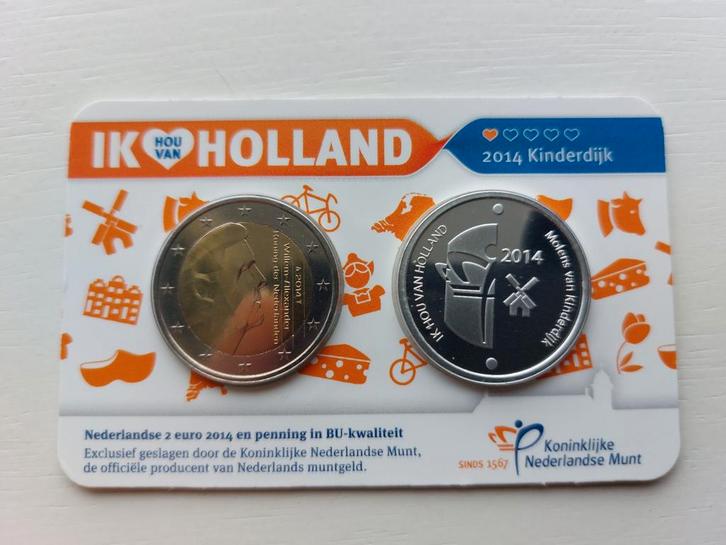 IK HOU VAN HOLLAND
2014 Kinderdijk
Willem-Alexander
Koning der Nederlanden
2014
IK HOU VAN HOLLAND
2014
Molens van Kinderdijk
Nederlandse 2 euro 2014 en penning in BU-kwaliteit
Exclusief geslagen door de Koninklijke Nederlandse Munt,
de officiële producent van Nederlands muntgeld.
SINDS 1567
Koninklijke
Nederlandse Munt